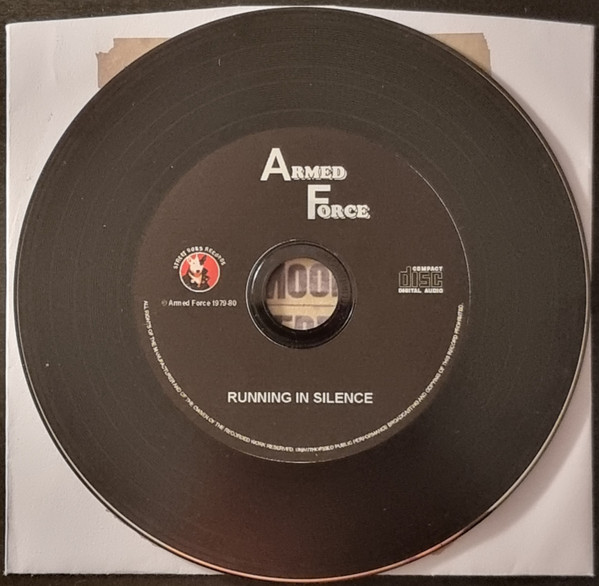 ARMED
FORCE
RECORDS
© Armed Force 1979-80
COMPACT
disc
DIGITAL AUDIO
RUNNING IN SILENCE
ALL RIGHTS OF THE MANUFACTURER AND OF THE OWNER OF THE RECORDED WORK RESERVED. UNAUTHORISED PUBLIC PERFORMANCE BROADCASTING AND COPYING OF THIS RECORD PROHIBITED.